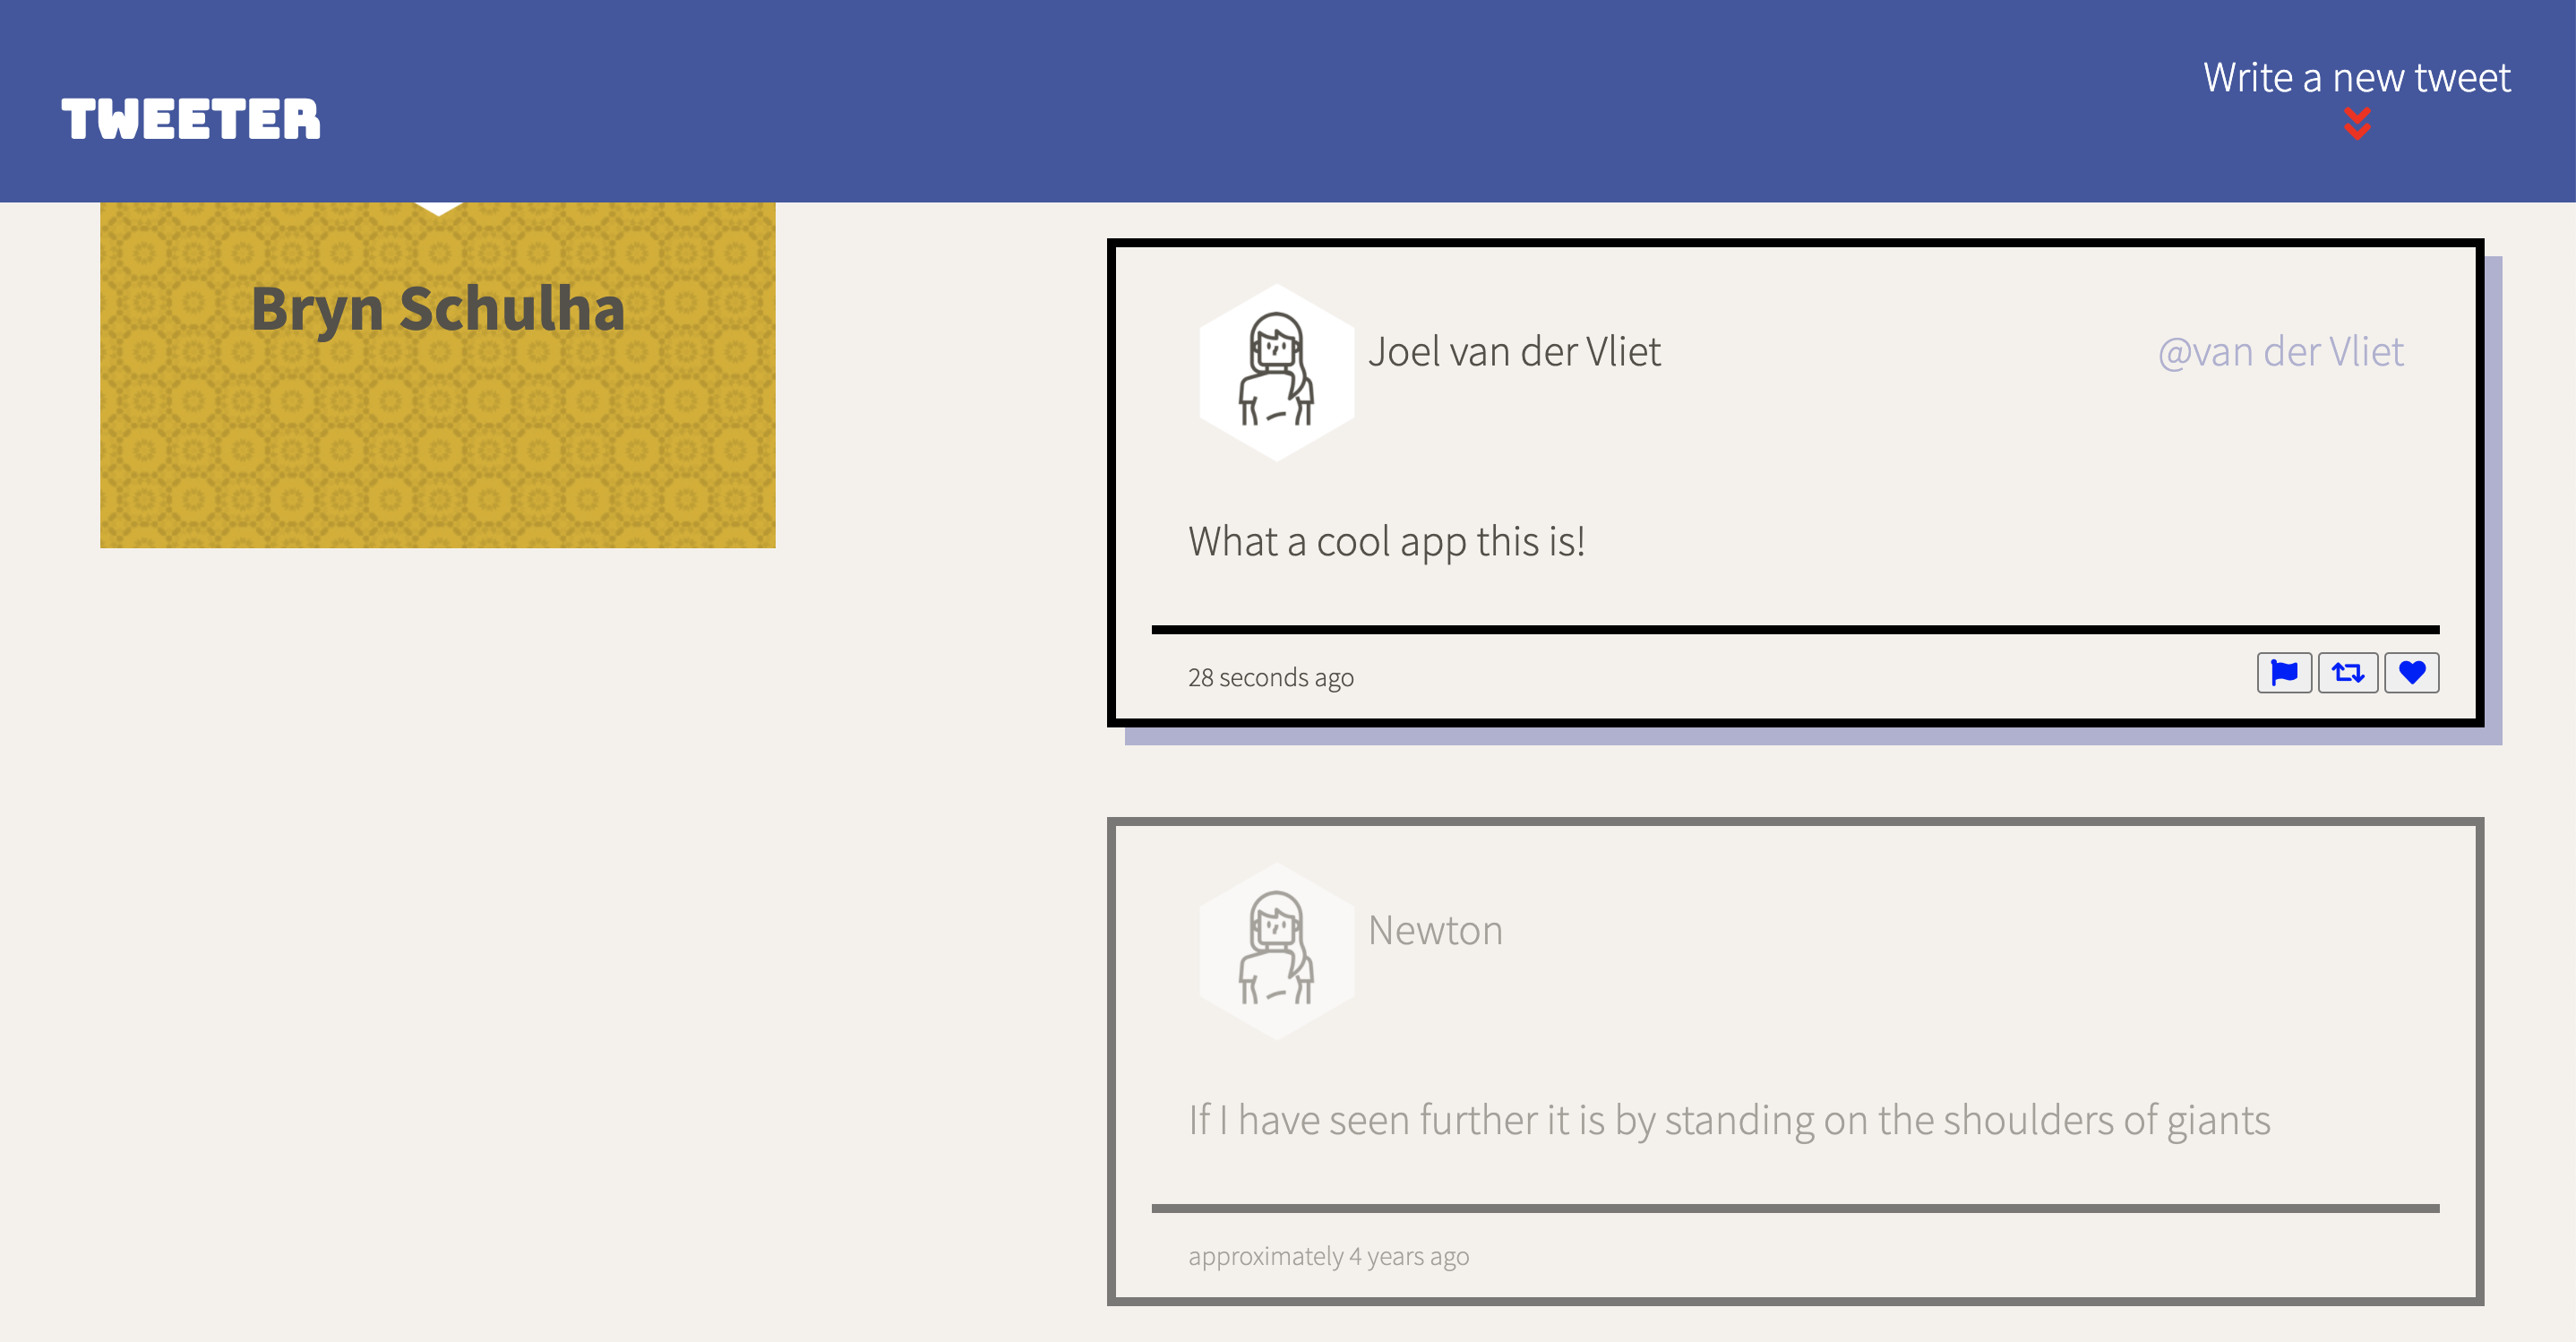 TWEETER
Write a new tweet
Bryn Schulha
Joel van der Vliet
@van der Vliet
What a cool app this is!
28 seconds ago
Newton
If I have seen further it is by standing on the shoulders of giants
approximately 4 years ago